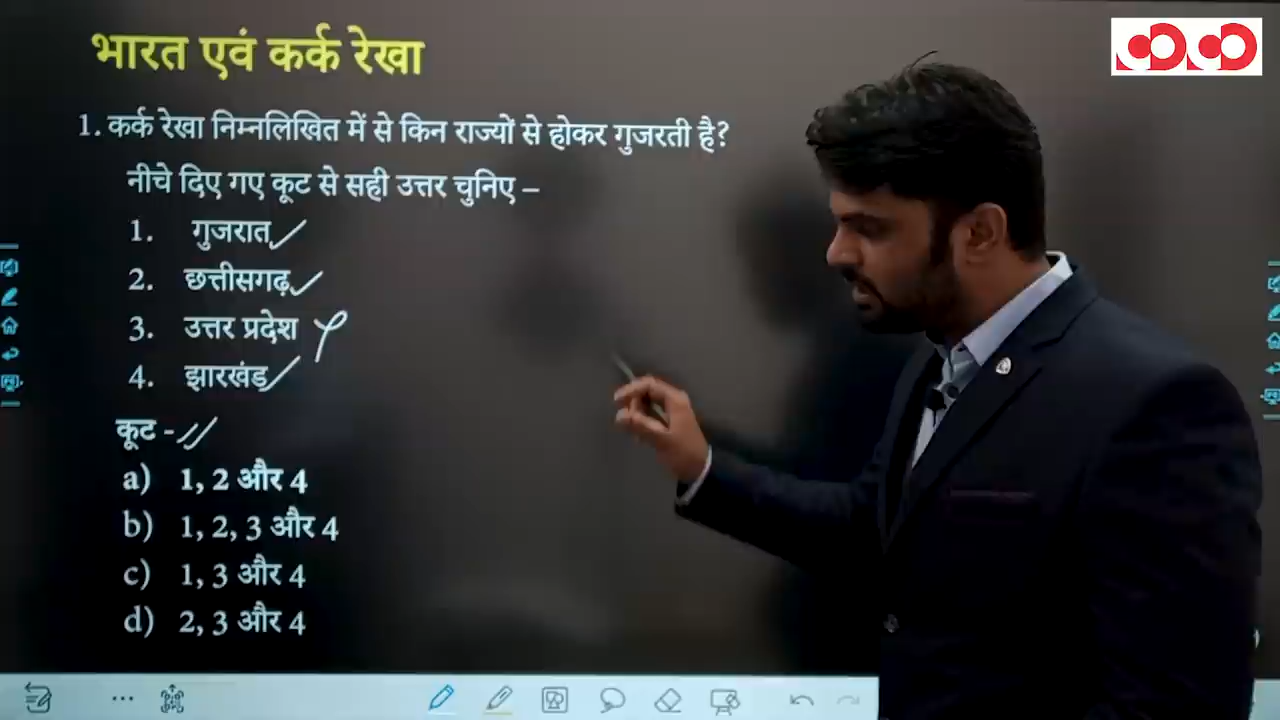 भारत एवं कर्क रेखा
1. कर्क रेखा निम्नलिखित में से किन राज्यों से होकर गुजरती है?
नीचे दिए गए कूट से सही उत्तर चुनिए –
1. गुजरात
2. छत्तीसगढ़
3. उत्तर प्रदेश
4. झारखंड
कूट -
a) 1, 2 और 4
b) 1, 2, 3 और 4
c) 1, 3 और 4
d) 2, 3 और 4